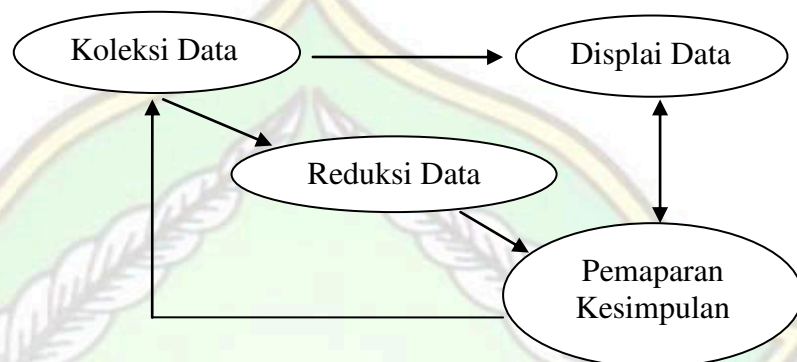 Koleksi Data
Displai Data
Reduksi Data
Pemaparan
Kesimpulan